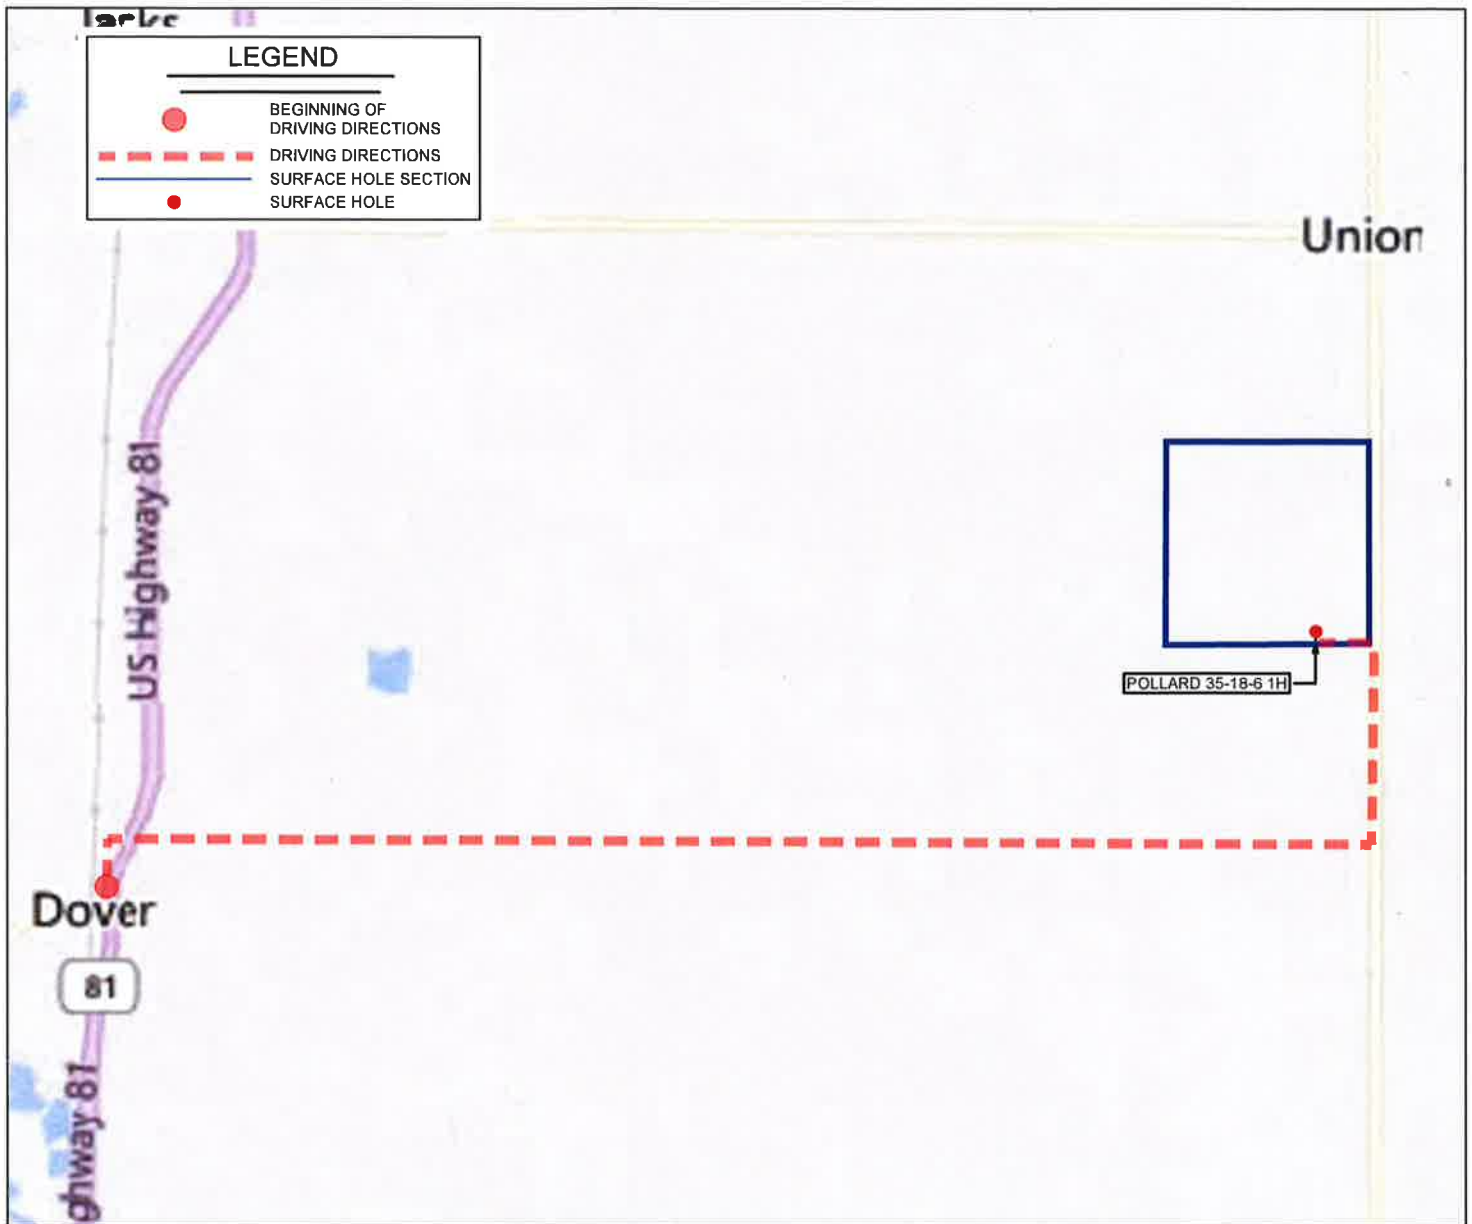 LEGEND
BEGINNING OF
DRIVING DIRECTIONS
DRIVING DIRECTIONS
SURFACE HOLE SECTION
SURFACE HOLE
Union
US Highway 81
POLLARD 35-18-6 1H
Dover
81
ghway 81